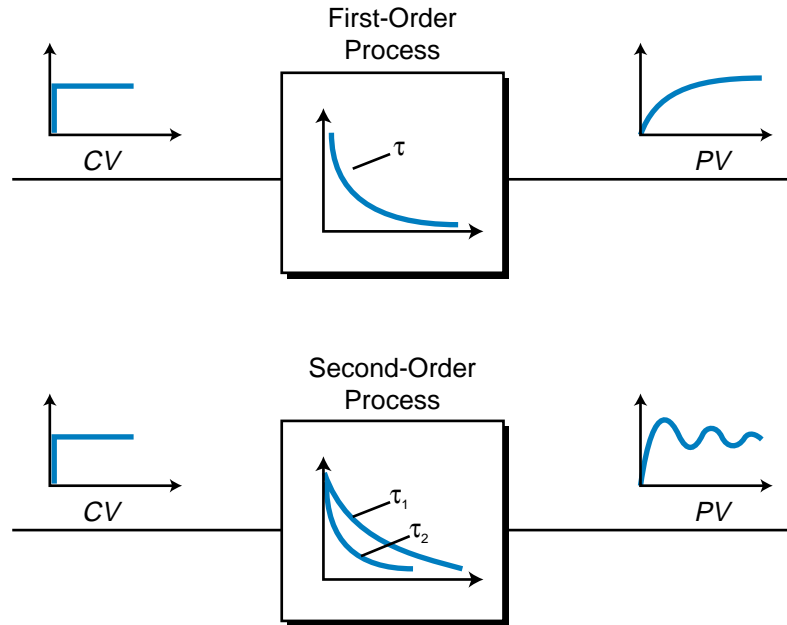 First-Order
Process
CV
τ
PV
Second-Order
Process
CV
τ1
τ2
PV